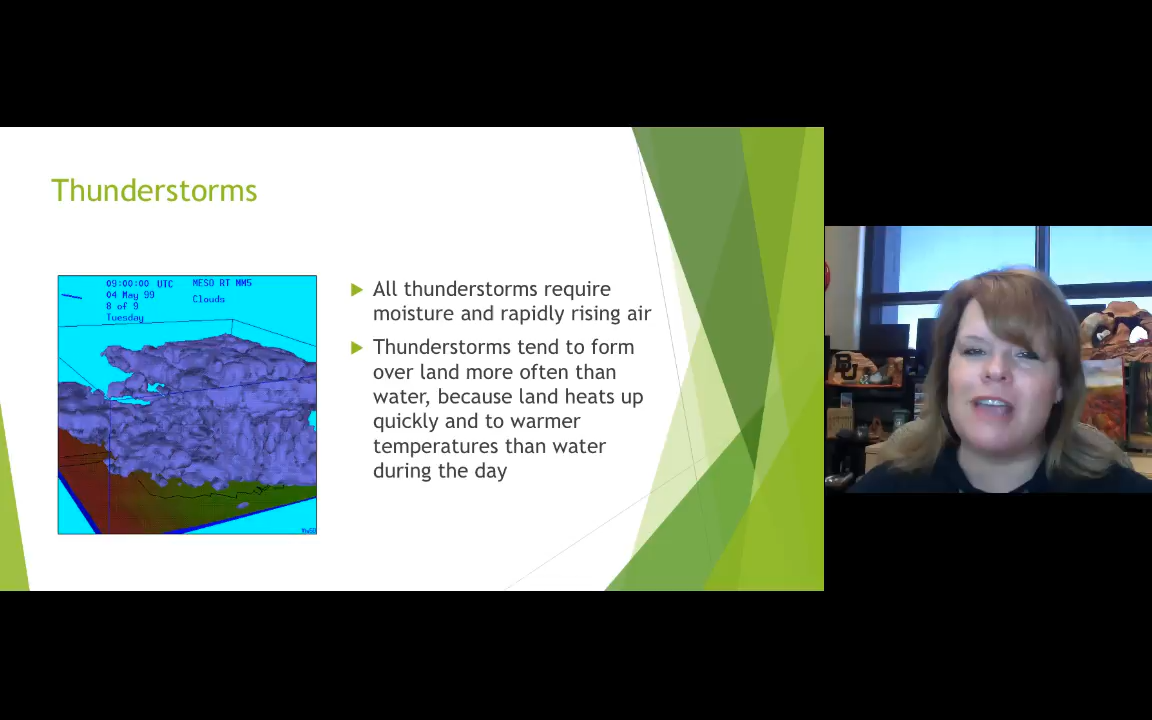 Thunderstorms
09:00:00 UTC
MESO RT MM5
04 May 99
Clouds
8 of 9
Tuesday
All thunderstorms require
moisture and rapidly rising air
Thunderstorms tend to form
over land more often than
water, because land heats up
quickly and to warmer
temperatures than water
during the day
BU